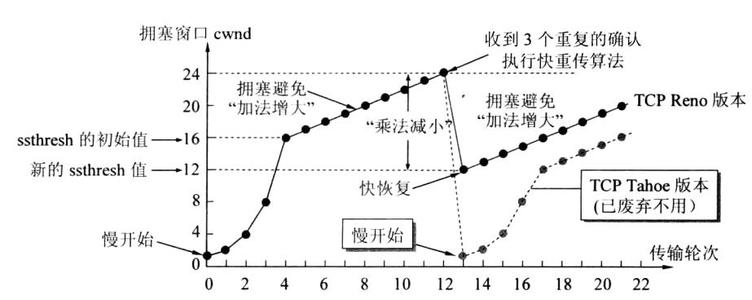 拥塞窗口 cwnd
收到 3 个重复的确认
执行快重传算法
24
拥塞避免
“加法增大”
拥塞避免
“加法增大”
TCP Reno 版本
20
“乘法减小”
ssthresh 的初始值
16
新的 ssthresh 值
12
快恢复
TCP Tahoe 版本
(已废弃不用)
8
慢开始
慢开始
4
传输轮次
0
0 2 4 6 8 10 12 14 16 18 20 22